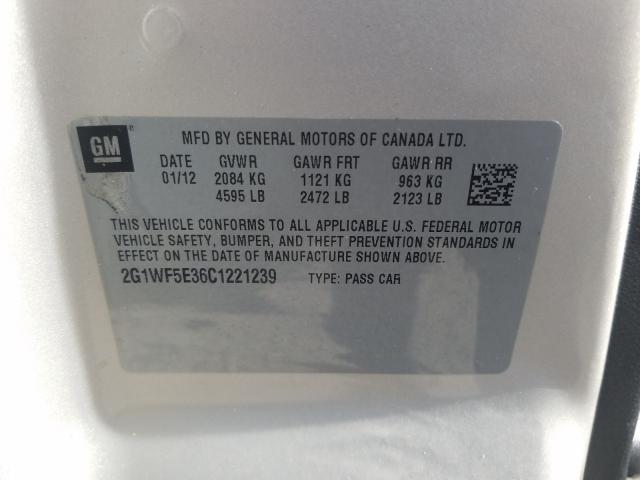 GM
MFD BY GENERAL MOTORS OF CANADA LTD.
DATE GVWR GAWR FRT GAWR RR
01/12 2084 KG 1121 KG 963 KG
4595 LB 2472 LB 2123 LB
THIS VEHICLE CONFORMS TO ALL APPLICABLE U.S. FEDERAL MOTOR
VEHICLE SAFETY, BUMPER, AND THEFT PREVENTION STANDARDS IN
EFFECT ON THE DATE OF MANUFACTURE SHOWN ABOVE.
2G1WF5E36C1221239 TYPE: PASS CAR